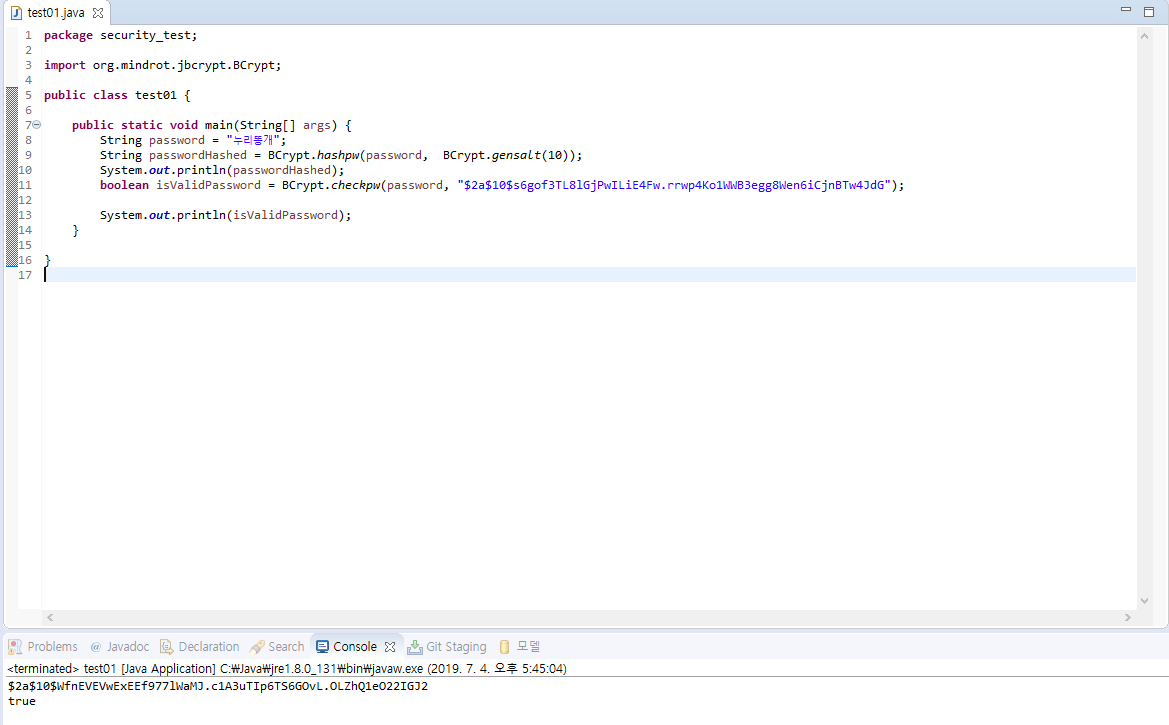 test01.java
1 package security_test;
2
3 import org.mindrot.jbcrypt.BCrypt;
4
5 public class test01 {
6
7 public static void main(String[] args) {
8 String password = "누리똥개";
9 String passwordHashed = BCrypt.hashpw(password,  BCrypt.gensalt(10));
10 System.out.println(passwordHashed);
11 boolean isValidPassword = BCrypt.checkpw(password, "$2a$10$s6gof3TL8lGjPwILiE4Fw.rrwp4Ko1WWB3egg8Wen6iCjnBTw4JdG");
12
13 System.out.println(isValidPassword);
14 }
15
16 }
17
Problems @ Javadoc Declaration Search Console Git Staging 모델
<terminated> test01 [Java Application] C:₩Java₩jre1.8.0_131₩bin₩javaw.exe (2019. 7. 4. 오후 5:45:04)
$2a$10$WfnEVEVwExEEf977lWaMJ.c1A3uTIp6TS6GOvL.OLZhQ1eO22IGJ2
true